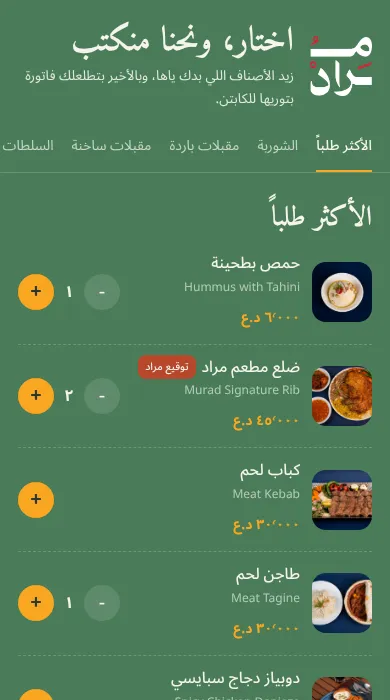 مـراد
اختار، ونحنا منكتب
زيد الأصناف اللي بدك ياها، وبالأخير بتطلعلك فاتورة
بتوريها للكابتن.
الأكثر طلباً
الشوربة
مقبلات باردة
مقبلات ساخنة
السلطات
الأكثر طلباً
حمص بطحينة
Hummus with Tahini
٦٬٠٠٠ د.ع
- ١ +
ضلع مطعم مراد توقيع مراد
Murad Signature Rib
٤٥٬٠٠٠ د.ع
- ٢ +
كباب لحم
Meat Kebab
٣٠٬٠٠٠ د.ع
+
طاجن لحم
Meat Tagine
٣٠٬٠٠٠ د.ع
- ١ +
دوبياز دجاج سبايسي